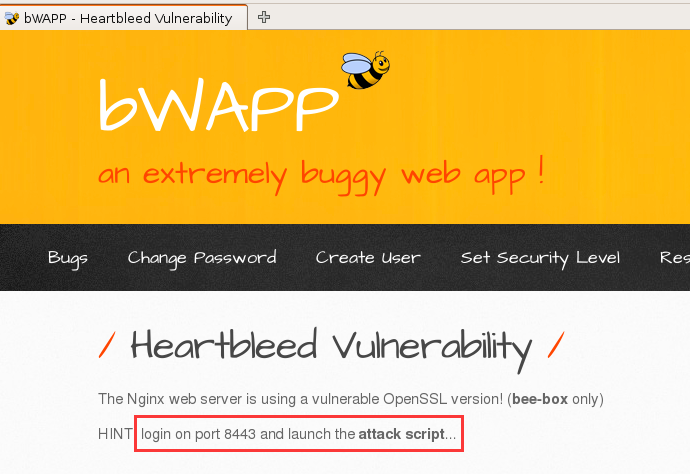 bWAPP - Heartbleed Vulnerability
bWAPP
an extremely buggy web app !
Bugs Change Password Create User Set Security Level Res
/ Heartbleed Vulnerability /
The Nginx web server is using a vulnerable OpenSSL version! (bee-box only)
HINT login on port 8443 and launch the attack script...